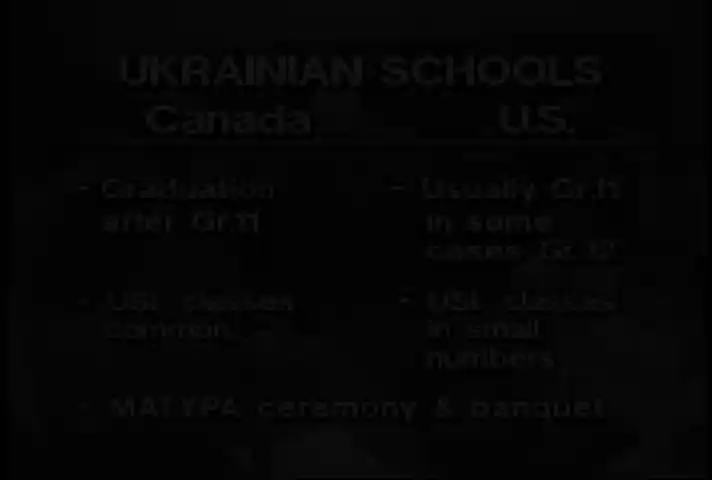 UKRAINIAN SCHOOLS
Canada U.S.
- Graduation - Usually Gr.11
after Gr.11 in some
cases Gr.12
- USL classes - USL classes
common in small
numbers
- МАТУРА ceremony & banquet